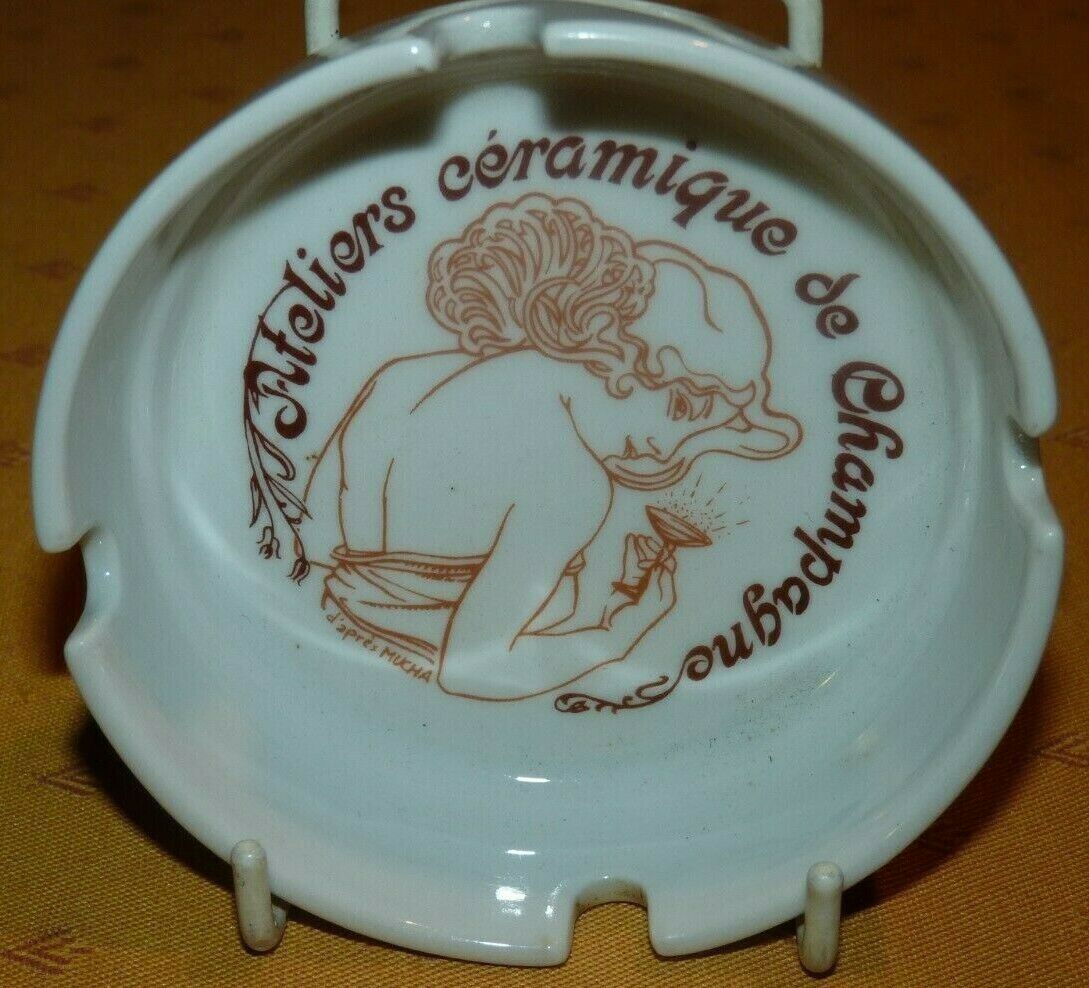 Ateliers céramique de Champagne
d'après MUCHA